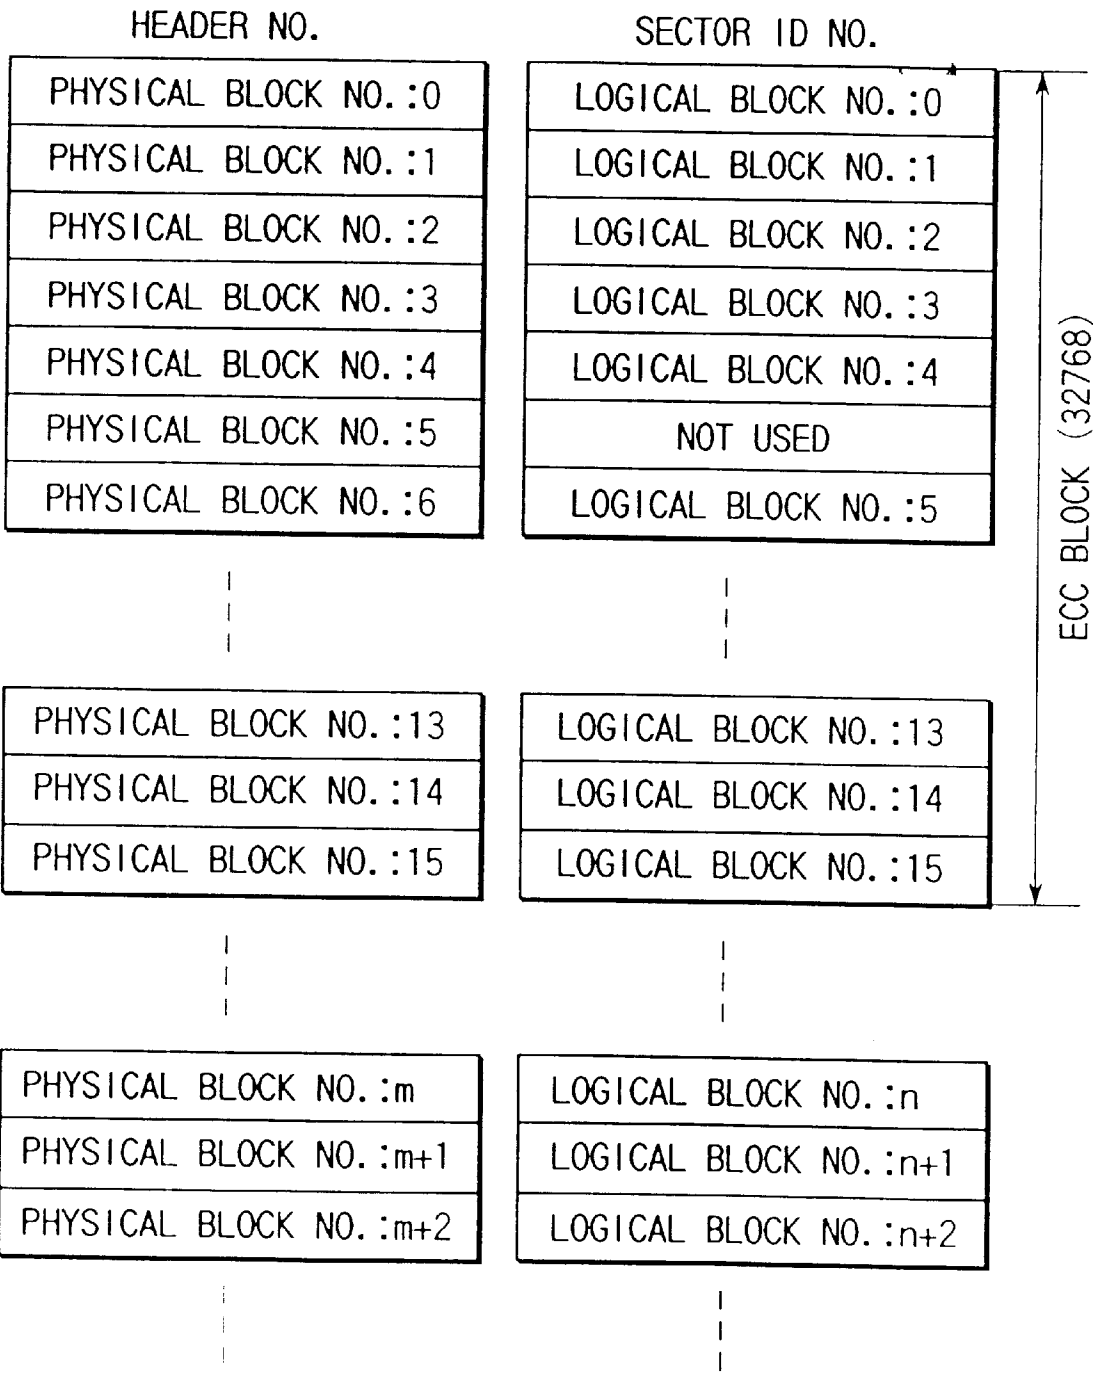 HEADER NO.
PHYSICAL BLOCK NO.:0
PHYSICAL BLOCK NO.:1
PHYSICAL BLOCK NO.:2
PHYSICAL BLOCK NO.:3
PHYSICAL BLOCK NO.:4
PHYSICAL BLOCK NO.:5
PHYSICAL BLOCK NO.:6
PHYSICAL BLOCK NO.:13
PHYSICAL BLOCK NO.:14
PHYSICAL BLOCK NO.:15
PHYSICAL BLOCK NO.:m
PHYSICAL BLOCK NO.:m+1
PHYSICAL BLOCK NO.:m+2
SECTOR ID NO.
LOGICAL BLOCK NO.:0
LOGICAL BLOCK NO.:1
LOGICAL BLOCK NO.:2
LOGICAL BLOCK NO.:3
LOGICAL BLOCK NO.:4
NOT USED
LOGICAL BLOCK NO.:5
LOGICAL BLOCK NO.:13
LOGICAL BLOCK NO.:14
LOGICAL BLOCK NO.:15
LOGICAL BLOCK NO.:n
LOGICAL BLOCK NO.:n+1
LOGICAL BLOCK NO.:n+2
ECC BLOCK (32768)